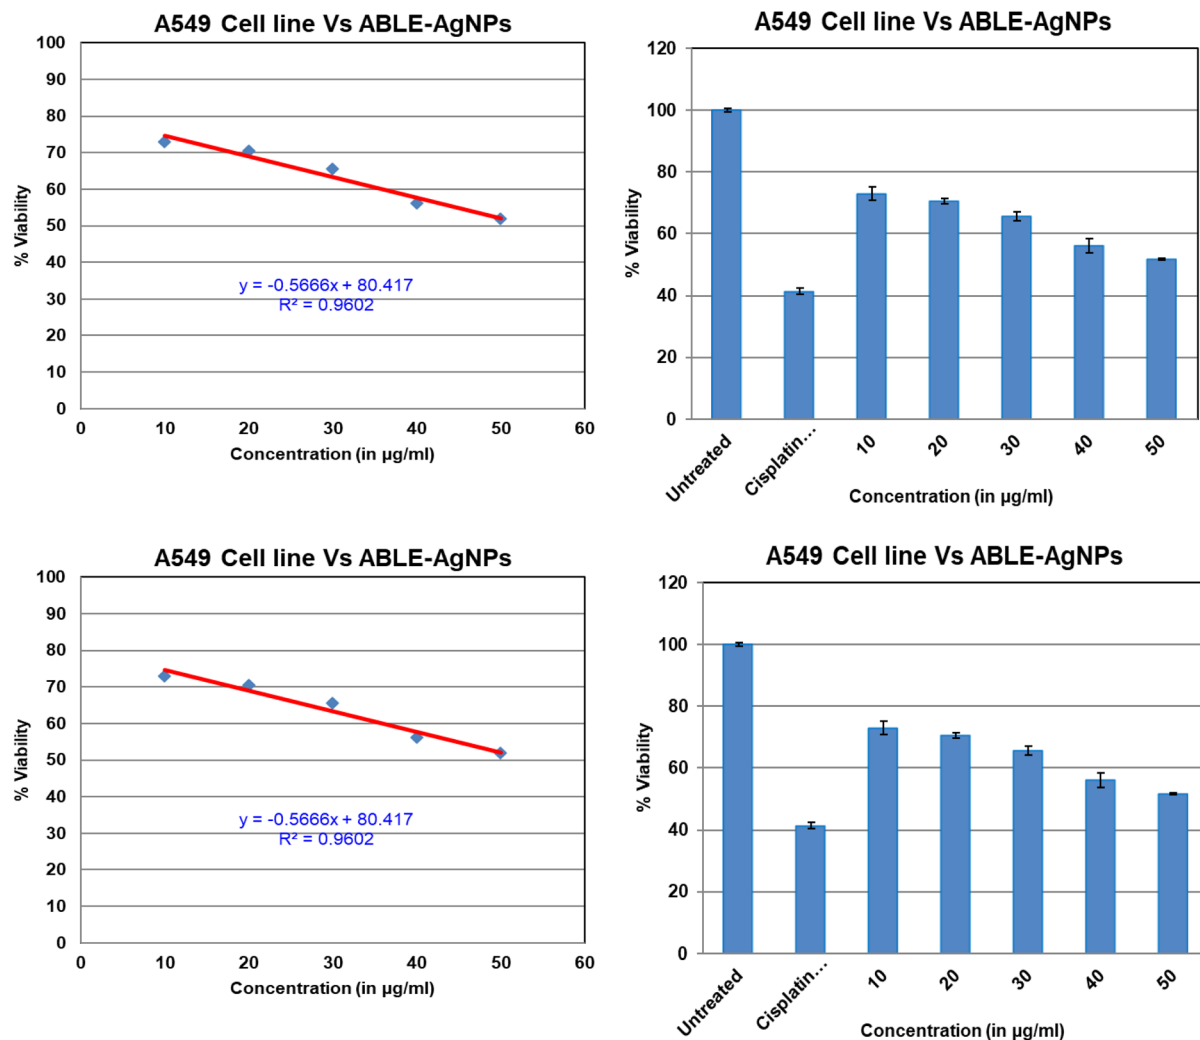 A549 Cell line Vs ABLE-AgNPs
100
90
80
70
60
50
40
30
20
10
0
% Viability
y = -0.5666x + 80.417
R² = 0.9602
0 10 20 30 40 50 60
Concentration (in µg/ml)
A549 Cell line Vs ABLE-AgNPs
120
100
80
60
40
20
0
% Viability
Untreated Cisplatin... 10 20 30 40 50
Concentration (in µg/ml)
A549 Cell line Vs ABLE-AgNPs
100
90
80
70
60
50
40
30
20
10
0
% Viability
y = -0.5666x + 80.417
R² = 0.9602
0 10 20 30 40 50 60
Concentration (in µg/ml)
A549 Cell line Vs ABLE-AgNPs
120
100
80
60
40
20
0
% Viability
Untreated Cisplatin... 10 20 30 40 50
Concentration (in µg/ml)